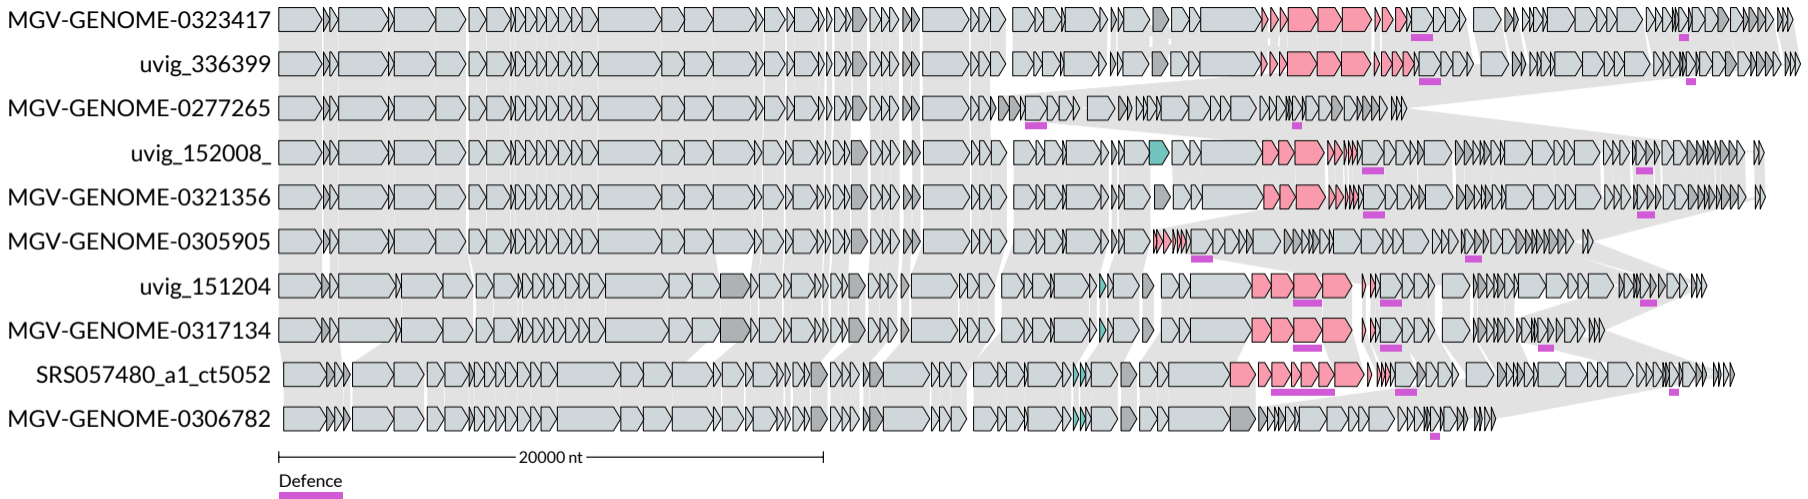 MGV-GENOME-0323417
uvig_336399
MGV-GENOME-0277265
uvig_152008_
MGV-GENOME-0321356
MGV-GENOME-0305905
uvig_151204
MGV-GENOME-0317134
SRS057480_a1_ct5052
MGV-GENOME-0306782
20000 nt
Defence